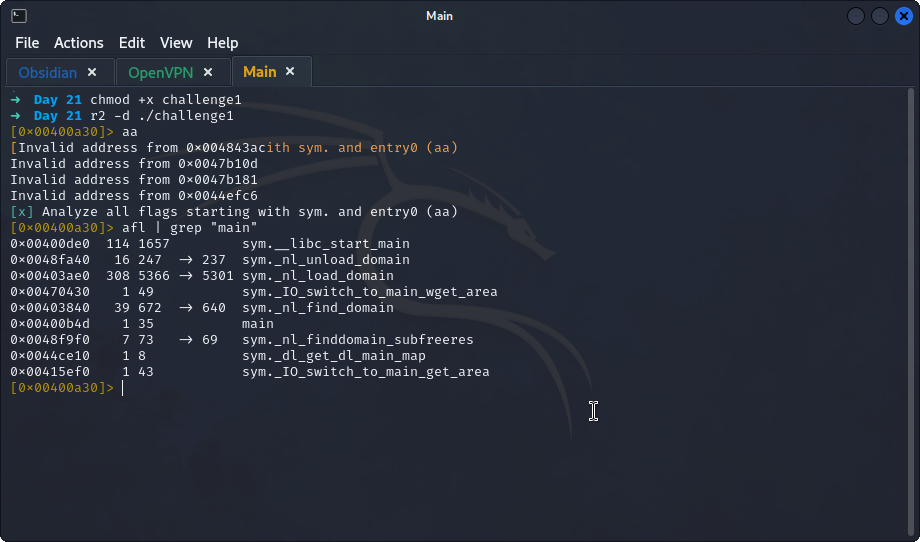 Main
File Actions Edit View Help
Obsidian × OpenVPN × Main ×
→ Day 21 chmod +x challenge1
→ Day 21 r2 -d ./challenge1
[0×00400a30]> aa
[Invalid address from 0×004843acith sym. and entry0 (aa)
Invalid address from 0×0047b10d
Invalid address from 0×0047b181
Invalid address from 0×0044efc6
[x] Analyze all flags starting with sym. and entry0 (aa)
[0×00400a30]> afl | grep "main"
0×00400de0  114 1657         sym.__libc_start_main
0×0048fa40   16 247  → 237  sym._nl_unload_domain
0×00403ae0  308 5366 → 5301 sym._nl_load_domain
0×00470430    1 49           sym._IO_switch_to_main_wget_area
0×00403840   39 672  → 640  sym._nl_find_domain
0×00400b4d    1 35           main
0×0048f9f0    7 73   → 69   sym._nl_finddomain_subfreeres
0×0044ce10    1 8            sym._dl_get_dl_main_map
0×00415ef0    1 43           sym._IO_switch_to_main_get_area
[0×00400a30]>